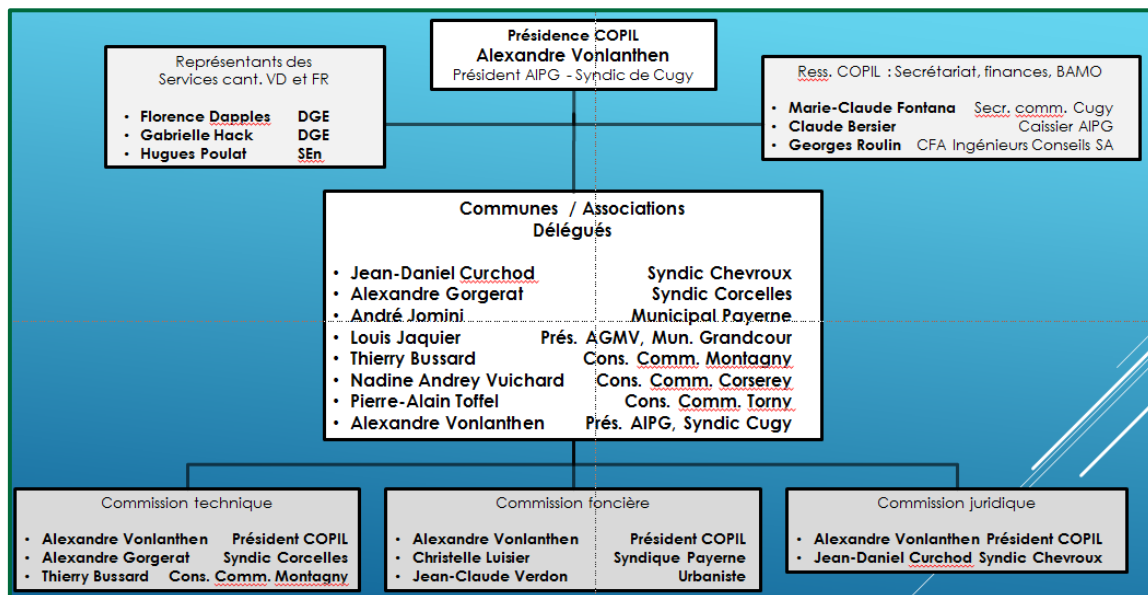 Présidence COPIL
Alexandre Vonlanthen
Président AIPG - Syndic de Cugy
Représentants des
Services cant. VD et FR
• Florence Dapples DGE
• Gabrielle Hack DGE
• Hugues Poulat SEn
Ress. COPIL : Secrétariat, finances, BAMO
• Marie-Claude Fontana Secr. comm. Cugy
• Claude Bersier Caissier AIPG
• Georges Roulin CFA Ingénieurs Conseils SA
Communes / Associations
Délégués
• Jean-Daniel Curchod Syndic Chevroux
• Alexandre Gorgerat Syndic Corcelles
• André Jomini Municipal Payerne
• Louis Jaquier Prés. AGMV, Mun. Grandcour
• Thierry Bussard Cons. Comm. Montagny
• Nadine Andrey Vuichard Cons. Comm. Corserey
• Pierre-Alain Toffel Cons. Comm. Torny
• Alexandre Vonlanthen Prés. AIPG, Syndic Cugy
Commission technique
• Alexandre Vonlanthen Président COPIL
• Alexandre Gorgerat Syndic Corcelles
• Thierry Bussard Cons. Comm. Montagny
Commission foncière
• Alexandre Vonlanthen Président COPIL
• Christelle Luisier Syndique Payerne
• Jean-Claude Verdon Urbaniste
Commission juridique
• Alexandre Vonlanthen Président COPIL
• Jean-Daniel Curchod Syndic Chevroux